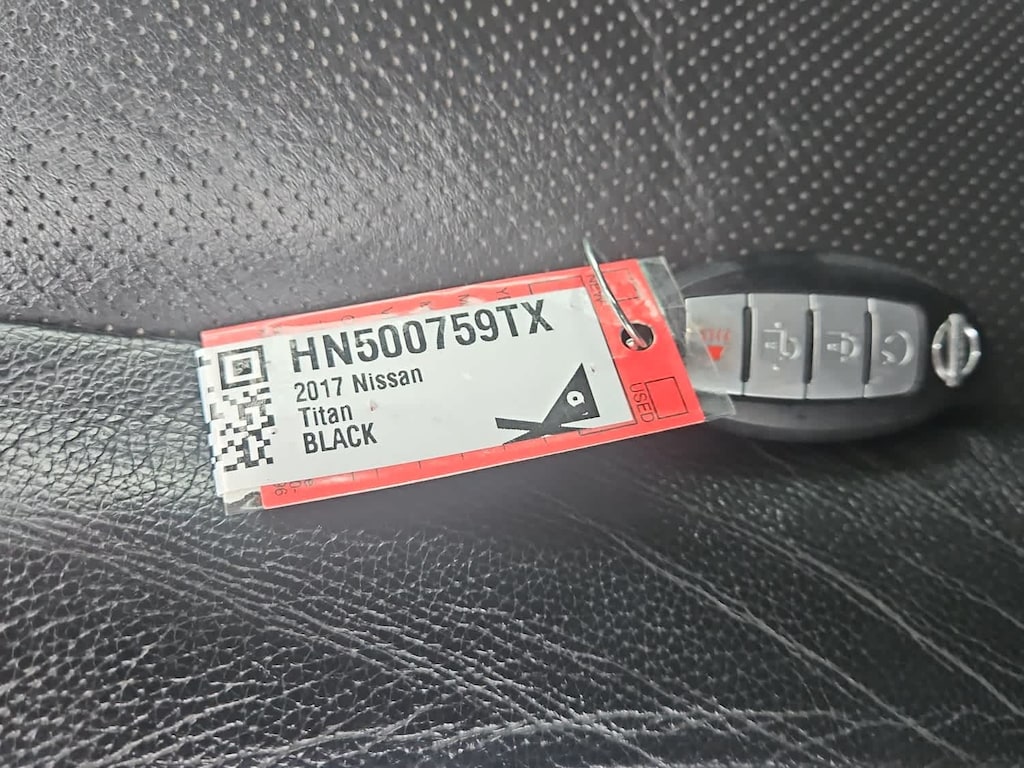 HN500759TX
2017 Nissan
Titan
BLACK
USED